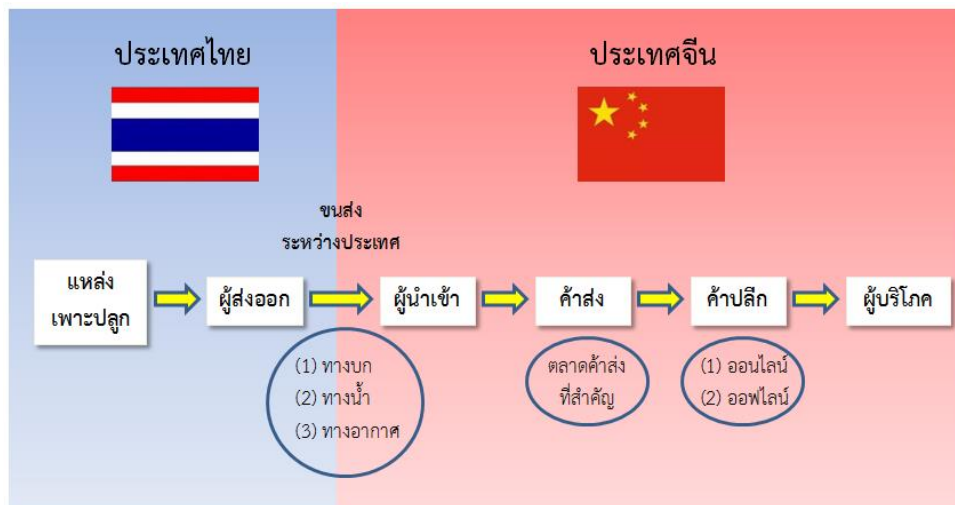 ประเทศไทย
ประเทศจีน
ขนส่ง
ระหว่างประเทศ
แหล่ง
เพาะปลูก
ผู้ส่งออก
ผู้นำเข้า
ค้าส่ง
ค้าปลีก
ผู้บริโภค
(1) ทางบก
(2) ทางน้ำ
(3) ทางอากาศ
ตลาดค้าส่ง
ที่สำคัญ
(1) ออนไลน์
(2) ออฟไลน์